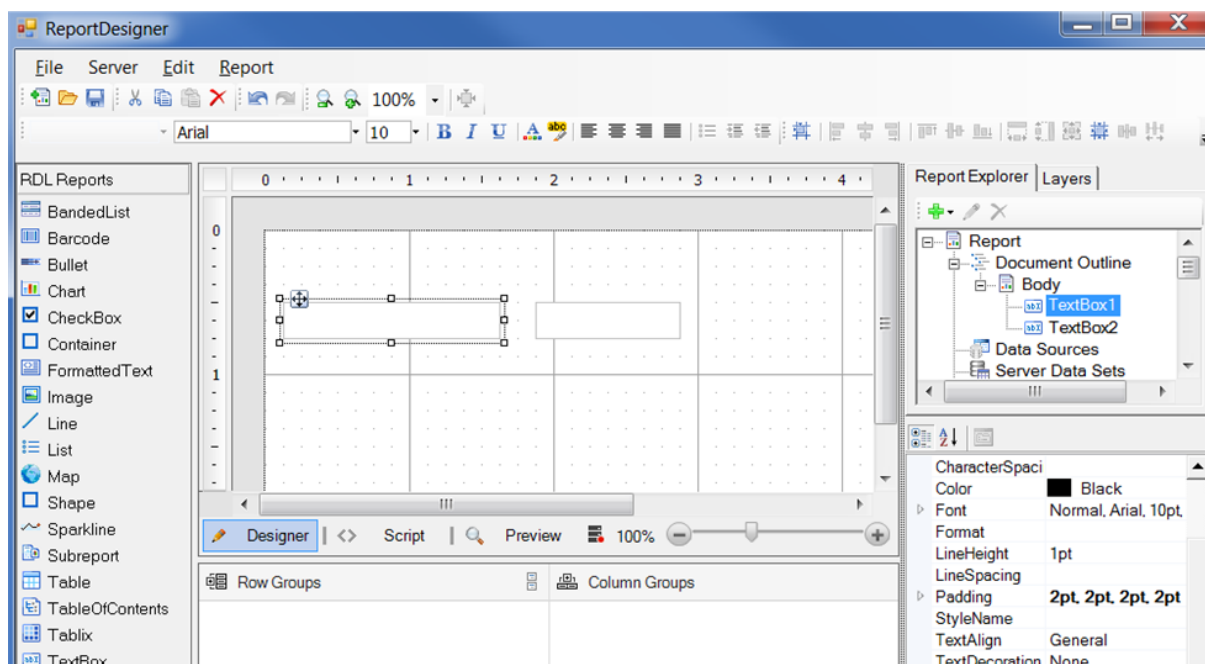 ReportDesigner
File Server Edit Report
100%
Arial 10 B I U A abc
RDL Reports
BandedList
Barcode
Bullet
Chart
CheckBox
Container
FormattedText
Image
Line
List
Map
Shape
Sparkline
Subreport
Table
TableOfContents
Tablix
TextBox
0 1 2 3 4
0
1
Designer Script Preview 100%
Row Groups Column Groups
Report Explorer Layers
Report
Document Outline
Body
TextBox1
TextBox2
Data Sources
Server Data Sets
CharacterSpaci
Color Black
Font Normal, Arial, 10pt,
Format
LineHeight 1pt
LineSpacing
Padding 2pt, 2pt, 2pt, 2pt
StyleName
TextAlign General
TextDecoration None